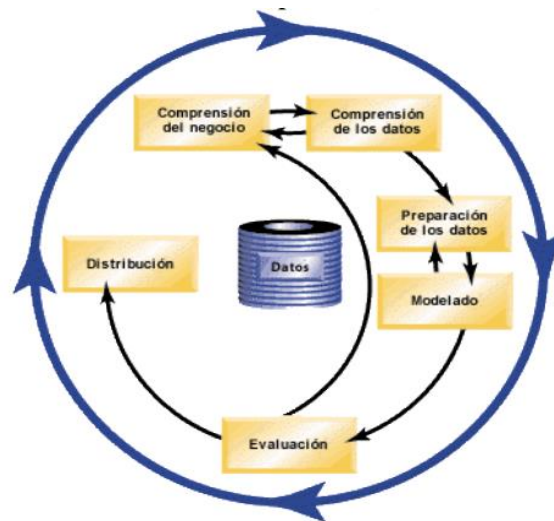 Comprensión
del negocio
Comprensión
de los datos
Preparación
de los datos
Distribución
Datos
Modelado
Evaluación